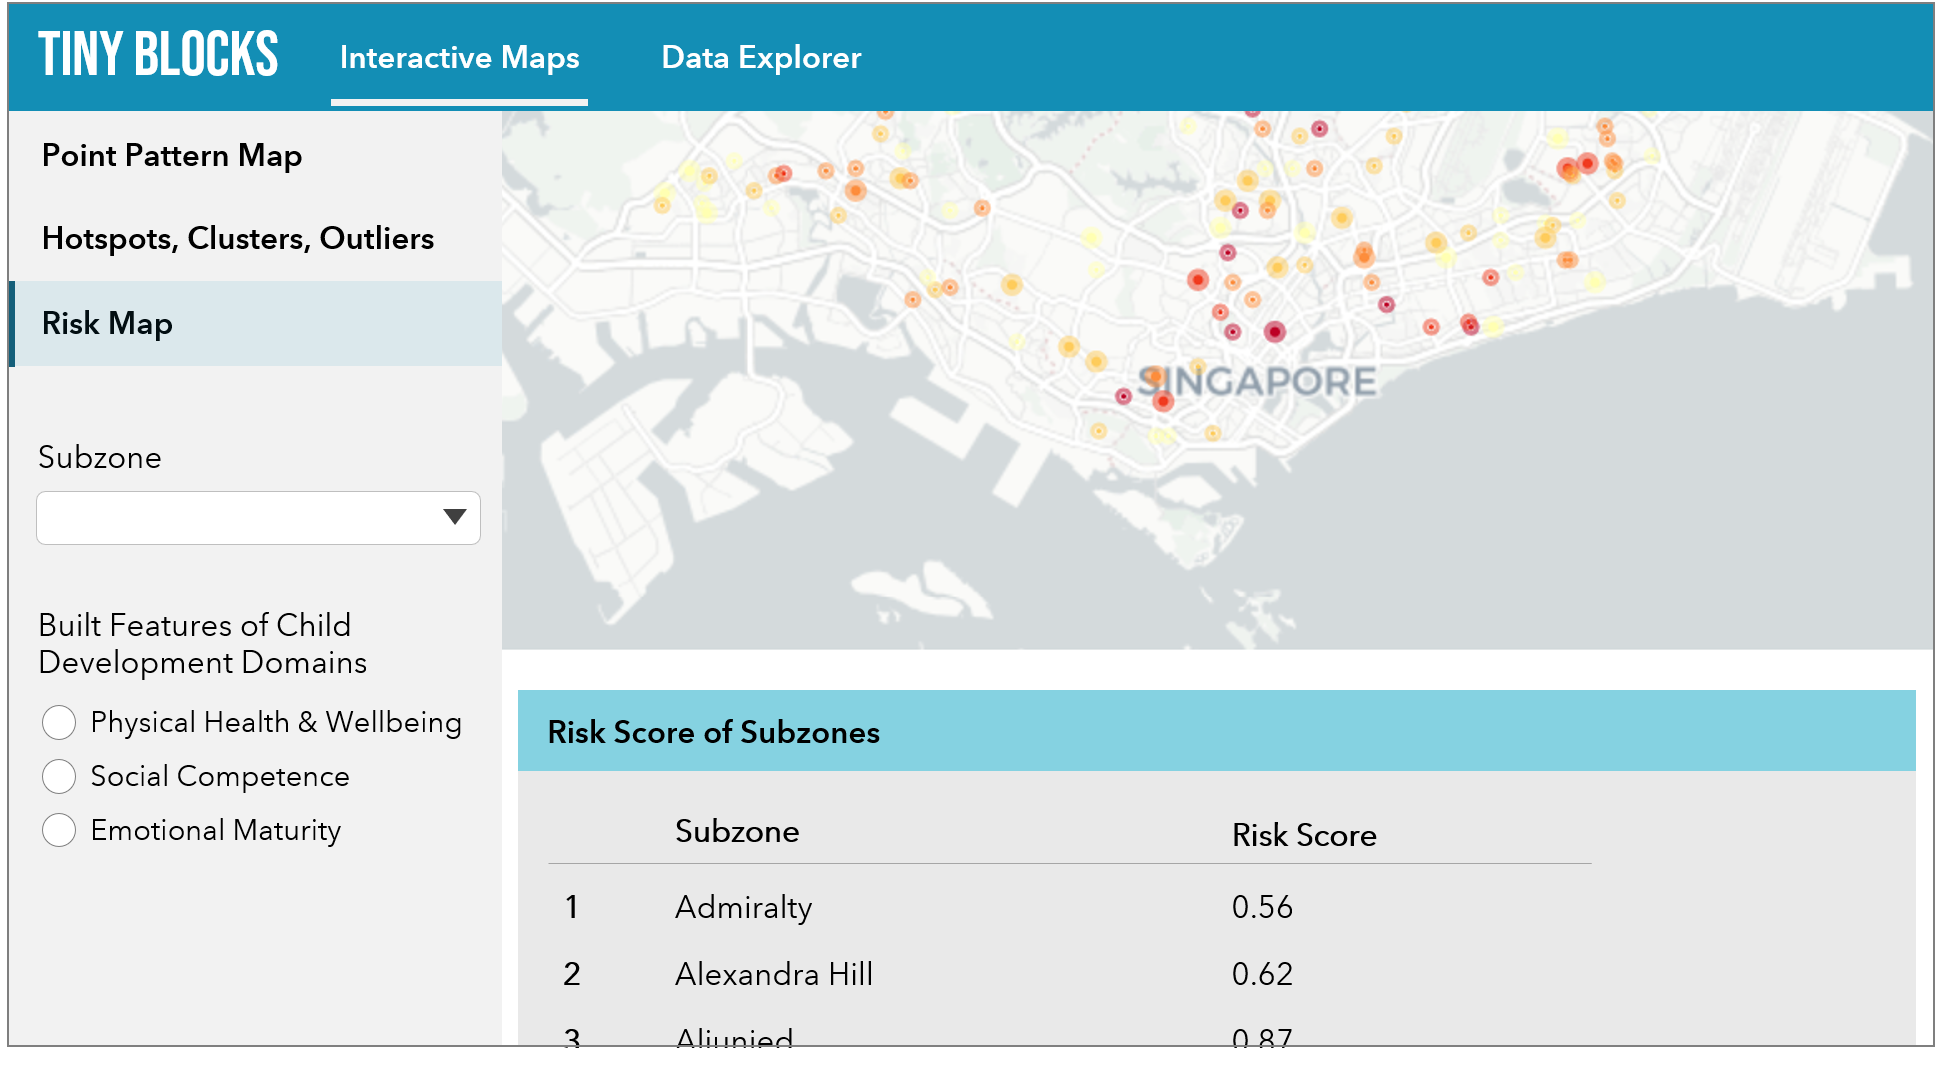 TINY BLOCKS
Interactive Maps
Data Explorer
Point Pattern Map
Hotspots, Clusters, Outliers
Risk Map
Subzone
Built Features of Child
Development Domains
Physical Health & Wellbeing
Social Competence
Emotional Maturity
SINGAPORE
Risk Score of Subzones
Subzone Risk Score
1 Admiralty 0.56
2 Alexandra Hill 0.62
3 Aljunied 0.87